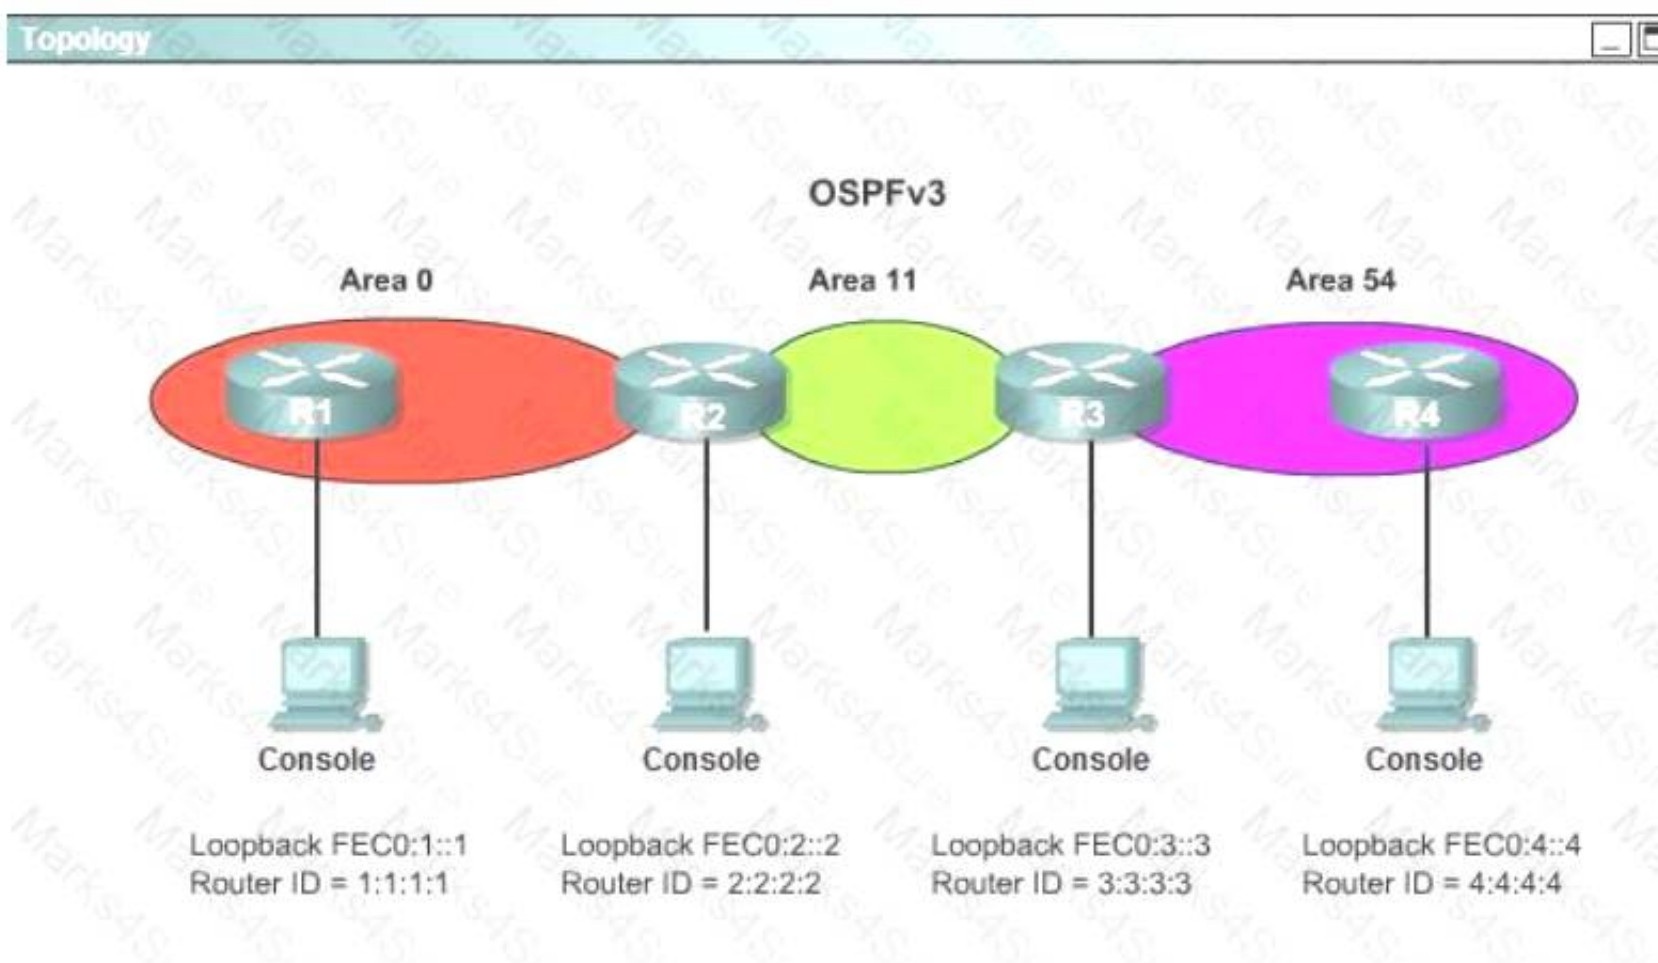 Topology
OSPFv3
Area 0
Area 11
Area 54
R1
R2
R3
R4
Console
Console
Console
Console
Loopback FEC0:1::1
Router ID = 1:1:1:1
Loopback FEC0:2::2
Router ID = 2:2:2:2
Loopback FEC0:3::3
Router ID = 3:3:3:3
Loopback FEC0:4::4
Router ID = 4:4:4:4
Marks4Sure